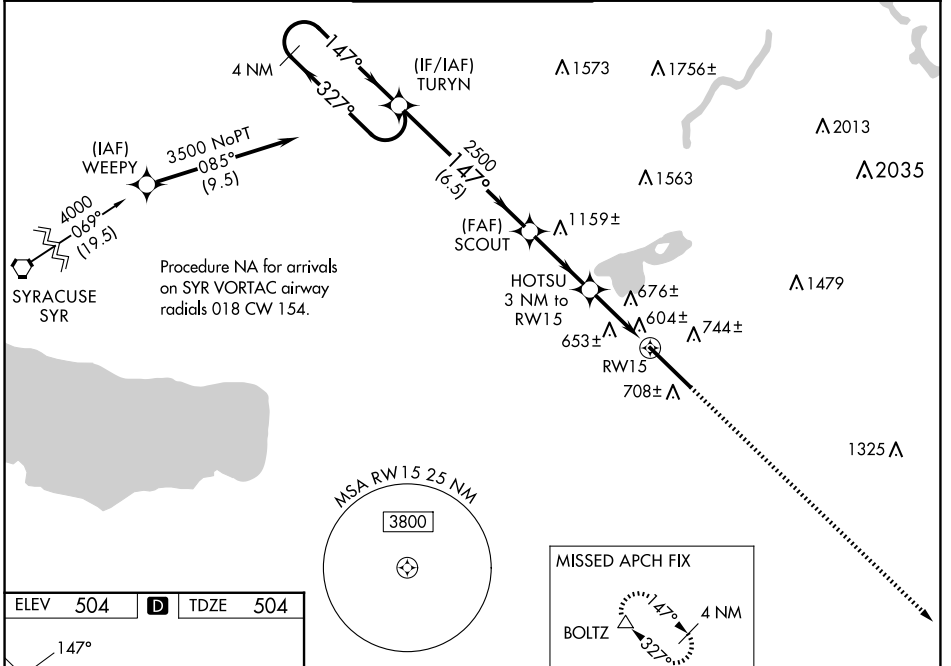 147°
4 NM
327°
(IF/IAF)
TURYN
1573
1756±
2013
2035
(IAF)
WEEPY
3500 NoPT
085°
(9.5)
2500
147°
(6.5)
1563
4000
069°
(19.5)
(FAF)
SCOUT
1159±
SYRACUSE
SYR
Procedure NA for arrivals
on SYR VORTAC airway
radials 018 CW 154.
HOTSU
3 NM to
RW15
676±
1479
604±
653±
744±
RW15
708±
1325
MSA RW15 25 NM
3800
MISSED APCH FIX
147°
4 NM
BOLTZ
327°
ELEV 504 D TDZE 504
147°